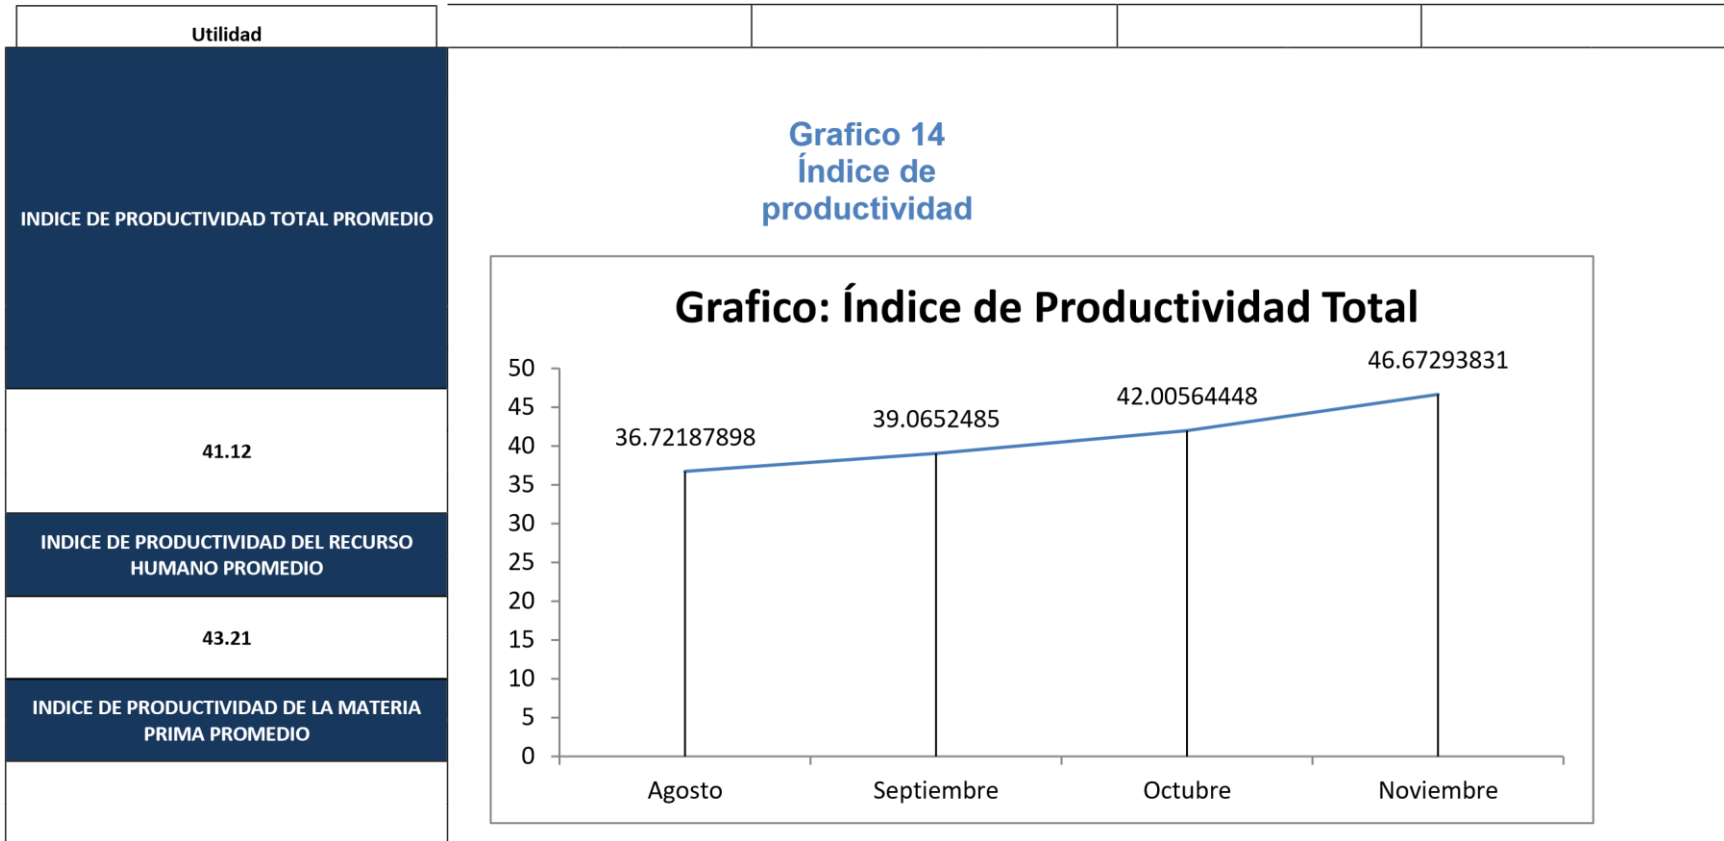 Utilidad
INDICE DE PRODUCTIVIDAD TOTAL PROMEDIO
41.12
INDICE DE PRODUCTIVIDAD DEL RECURSO
HUMANO PROMEDIO
43.21
INDICE DE PRODUCTIVIDAD DE LA MATERIA
PRIMA PROMEDIO
Grafico 14
Índice de
productividad
Grafico: Índice de Productividad Total
50
45
40
35
30
25
20
15
10
5
0
36.72187898
39.0652485
42.00564448
46.67293831
Agosto
Septiembre
Octubre
Noviembre